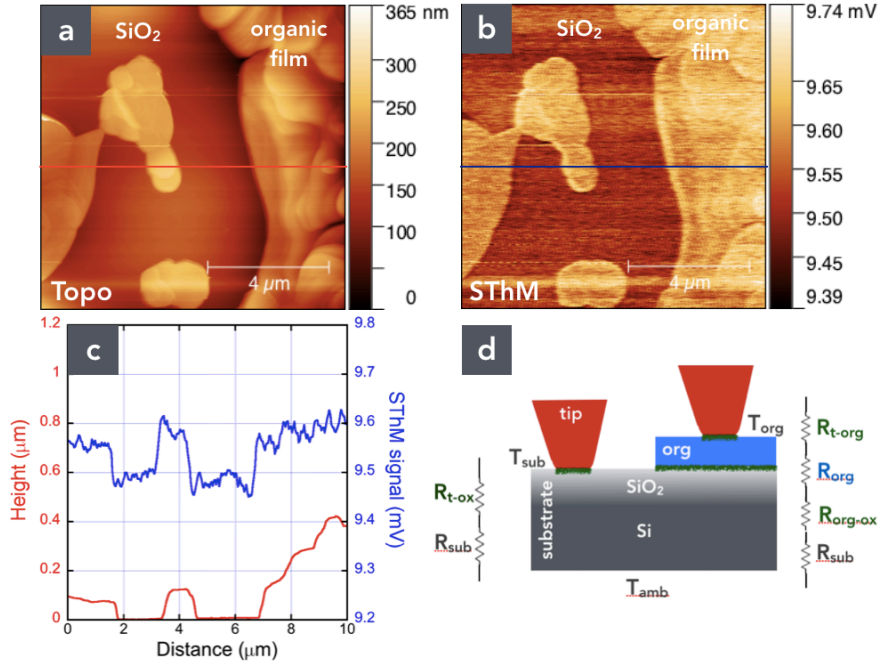 a
SiO2
organic
film
365 nm
300
250
200
150
100
50
0
4 µm
Topo
b
SiO2
organic
film
9.74 mV
9.65
9.60
9.55
9.50
9.45
9.39
4 µm
SThM
c
1.2
1
0.8
0.6
0.4
0.2
0
Height (µm)
9.8
9.7
9.6
9.5
9.4
9.3
9.2
SThM signal (mV)
0
2
4
6
8
10
Distance (µm)
d
tip
Torg
org
Tsub
SiO2
substrate
Si
Tamb
Rt-ox
Rsub
Rt-org
Rorg
Rorg-ox
Rsub